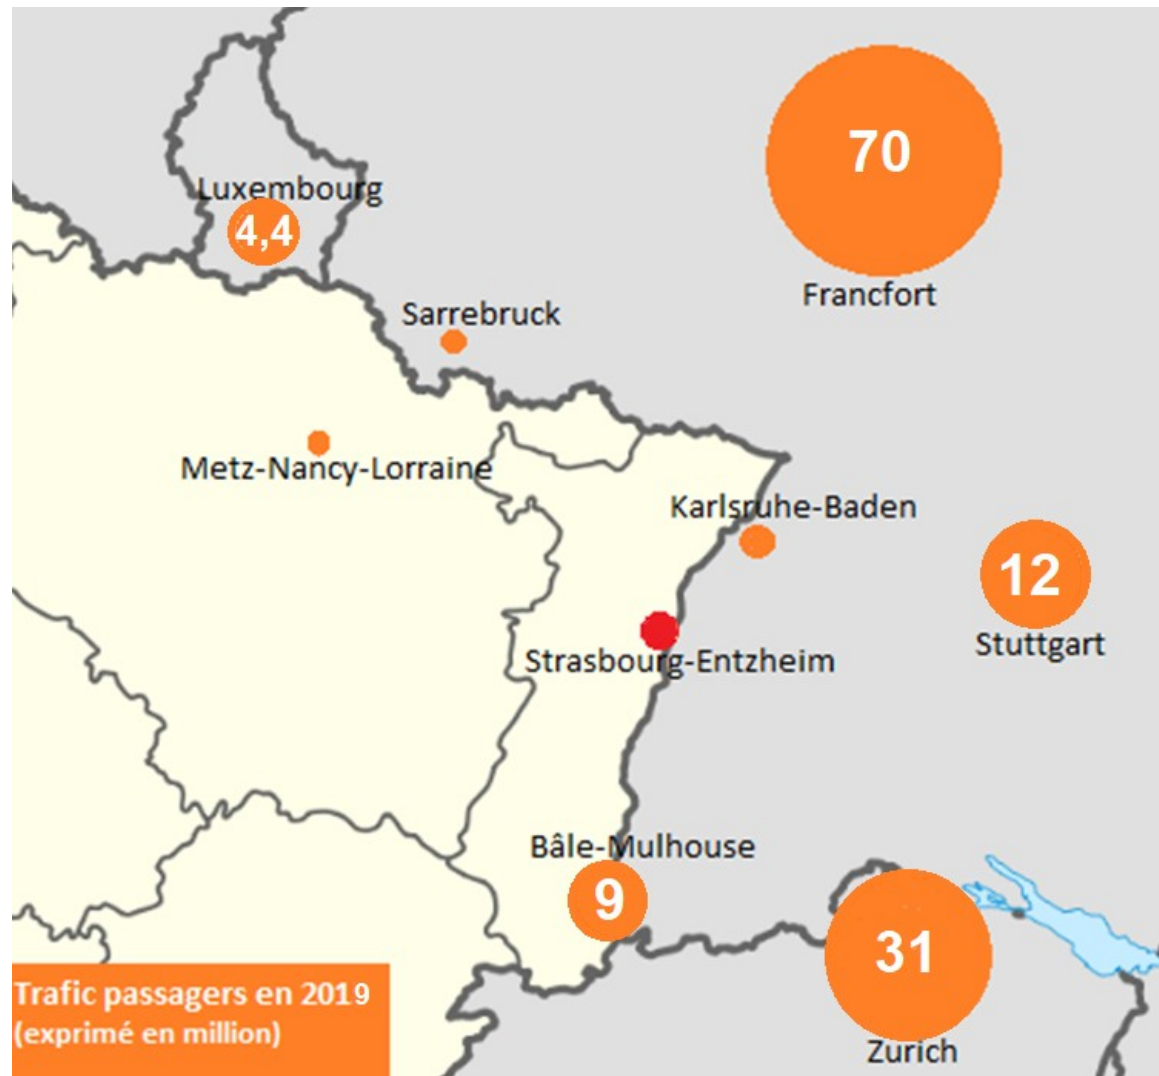 70
Luxembourg
4,4
Francfort
Sarrebruck
Metz-Nancy-Lorraine
Karlsruhe-Baden
12
Stuttgart
Strasbourg-Entzheim
Bâle-Mulhouse
9
31
Zurich
Trafic passagers en 2019
(exprimé en million)